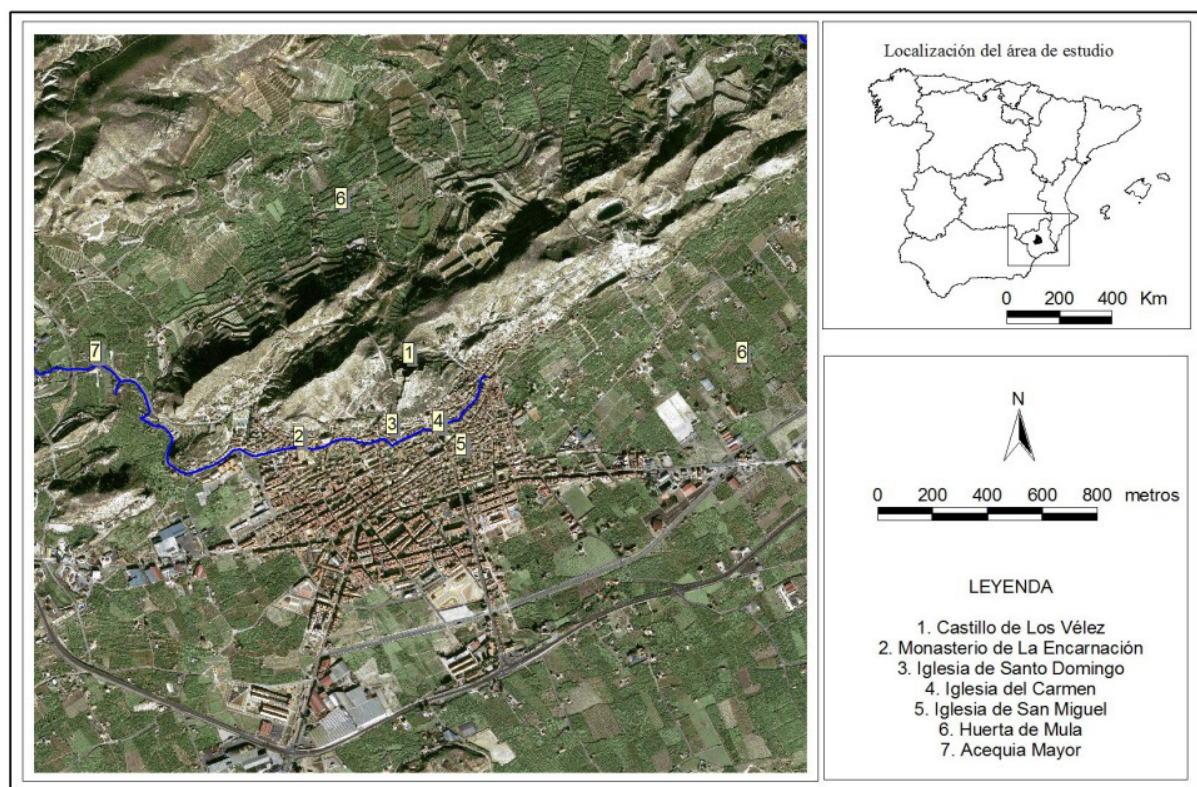 6
7
1
6
2
3
4
5
Localización del área de estudio
0 200 400 Km
N
0 200 400 600 800 metros
LEYENDA
1. Castillo de Los Vélez
2. Monasterio de La Encarnación
3. Iglesia de Santo Domingo
4. Iglesia del Carmen
5. Iglesia de San Miguel
6. Huerta de Mula
7. Acequia Mayor